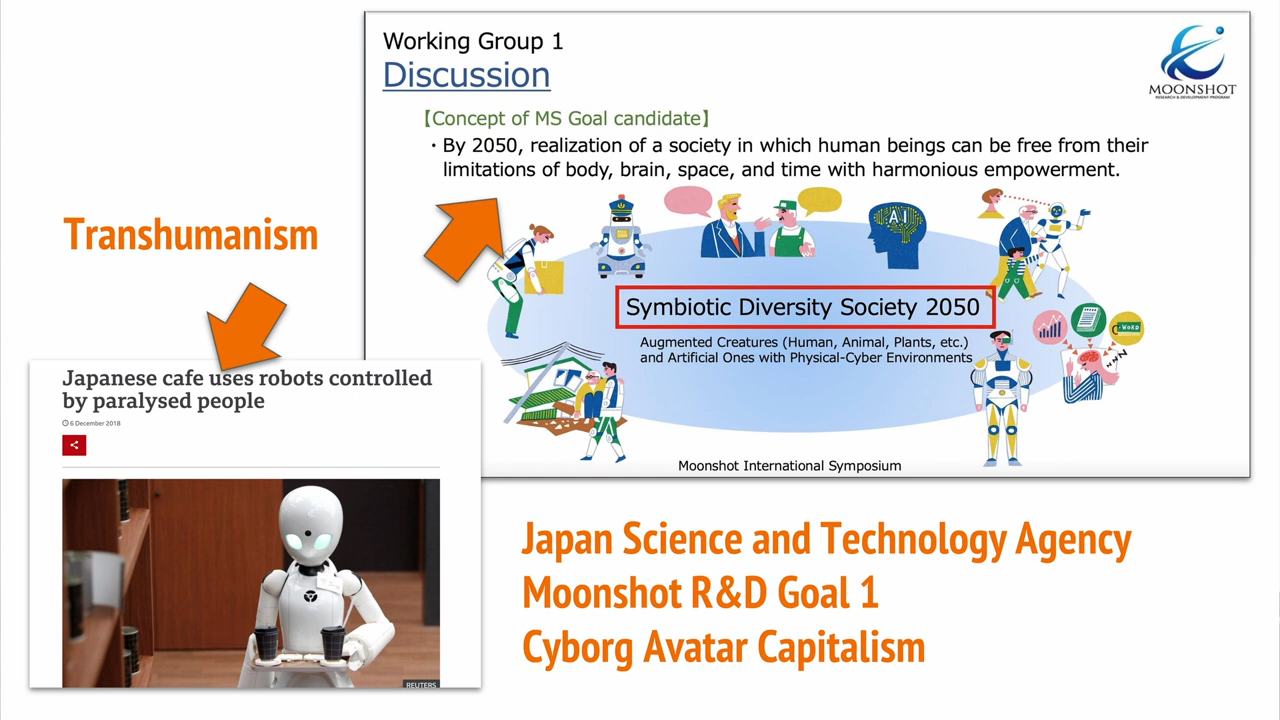 Working Group 1
Discussion
MOONSHOT
RESEARCH & DEVELOPMENT PROGRAM
【Concept of MS Goal candidate】
・By 2050, realization of a society in which human beings can be free from their
limitations of body, brain, space, and time with harmonious empowerment.
Transhumanism
AI
Symbiotic Diversity Society 2050
Augmented Creatures (Human, Animal, Plants, etc.)
and Artificial Ones with Physical-Cyber Environments
Moonshot International Symposium
Japanese cafe uses robots controlled
by paralysed people
6 December 2018
REUTERS
Japan Science and Technology Agency
Moonshot R&D Goal 1
Cyborg Avatar Capitalism